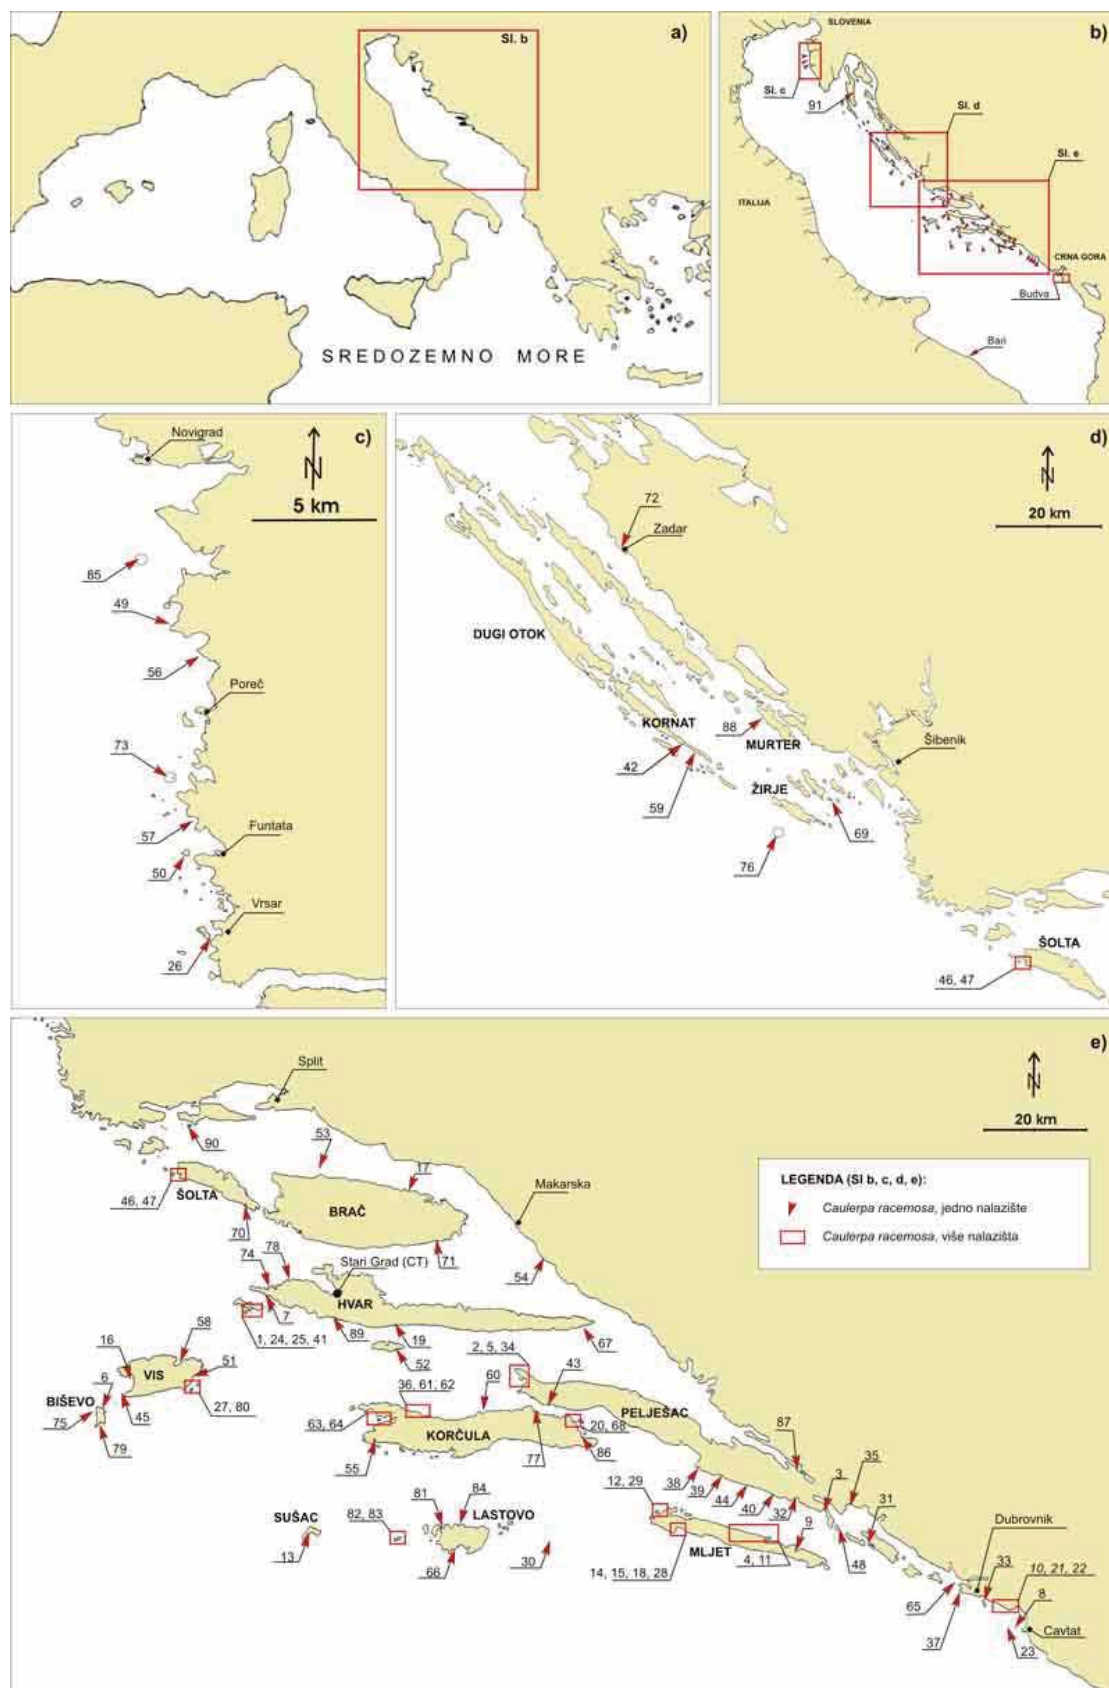 a)
Sl. b
SREDOZEMNO MORE
b)
SLOVENIA
Sl. c
91
Sl. d
Sl. e
ITALIJA
CRNA GORA
Budva
Bari
c)
Novigrad
N
5 km
85
49
56
Poreč
73
57
Funtata
50
Vrsar
26
d)
N
20 km
72
Zadar
DUGI OTOK
KORNAT
88
MURTER
Šibenik
42
59
ŽIRJE
69
76
ŠOLTA
46, 47
e)
N
20 km
Split
90
53
17
Makarska
46, 47
ŠOLTA
BRAČ
70
71
54
LEGENDA (Sl b, c, d, e):
Caulerpa racemosa, jedno nalazište
Caulerpa racemosa, više nalazišta
74
78
Stari Grad (CT)
HVAR
7
89
19
67
1, 24, 25, 41
52
58
16
VIS
51
6
BIŠEVO
75
45
27, 80
79
2, 5, 34
43
36, 61, 62
60
PELJEŠAC
63, 64
KORČULA
20, 68
77
86
55
87
38
39
44
40
32
3
35
12, 29
31
81
84
LASTOVO
82, 83
SUŠAC
13
66
30
MLJET
9
4, 11
14, 15, 18, 28
48
Dubrovnik
33
10, 21, 22
65
8
37
Cavtat
23